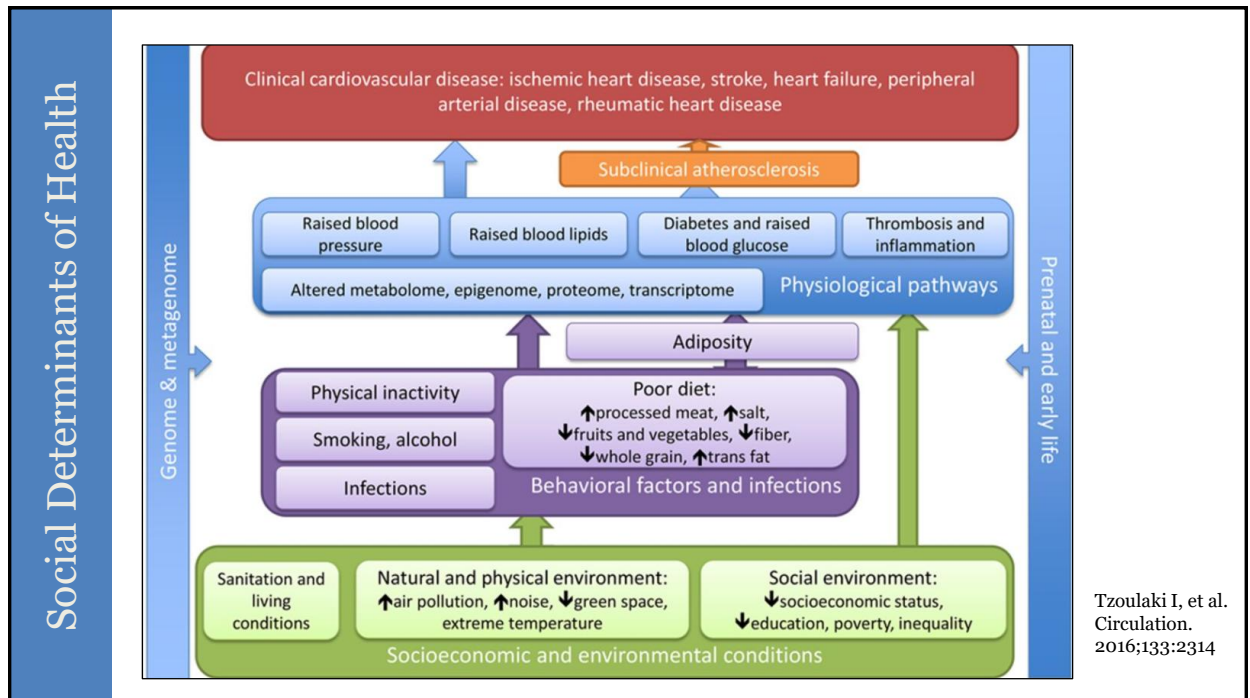 Social Determinants of Health
Genome & metagenome
Clinical cardiovascular disease: ischemic heart disease, stroke, heart failure, peripheral
arterial disease, rheumatic heart disease
Subclinical atherosclerosis
Raised blood
pressure
Raised blood lipids
Diabetes and raised
blood glucose
Thrombosis and
inflammation
Altered metabolome, epigenome, proteome, transcriptome
Physiological pathways
Adiposity
Physical inactivity
Smoking, alcohol
Infections
Poor diet:
↑processed meat, ↑salt,
↓fruits and vegetables, ↓fiber,
↓whole grain, ↑trans fat
Behavioral factors and infections
Sanitation and
living
conditions
Natural and physical environment:
↑air pollution, ↑noise, ↓green space,
extreme temperature
Social environment:
↓socioeconomic status,
↓education, poverty, inequality
Socioeconomic and environmental conditions
Prenatal and early life
Tzoulaki I, et al.
Circulation.
2016;133:2314